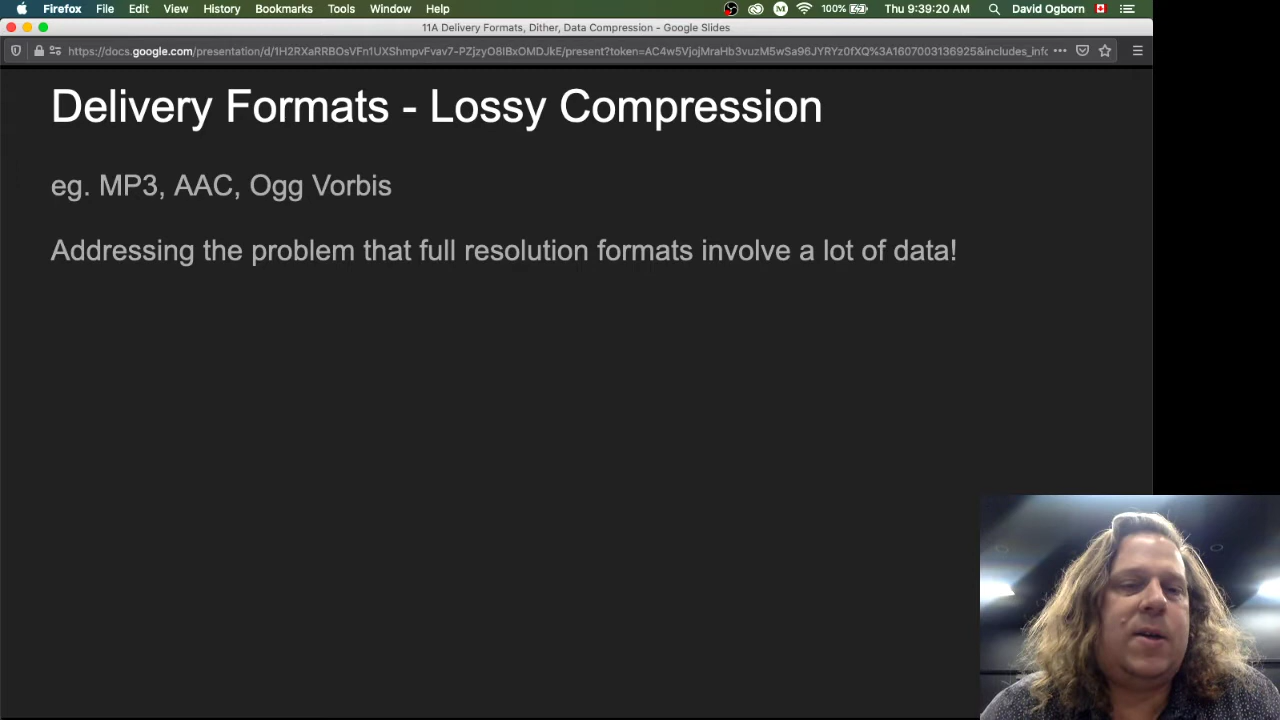 Firefox File Edit View History Bookmarks Tools Window Help 100% Thu 9:39:20 AM David Ogborn
11A Delivery Formats, Dither, Data Compression - Google Slides
Delivery Formats - Lossy Compression
eg. MP3, AAC, Ogg Vorbis
Addressing the problem that full resolution formats involve a lot of data!